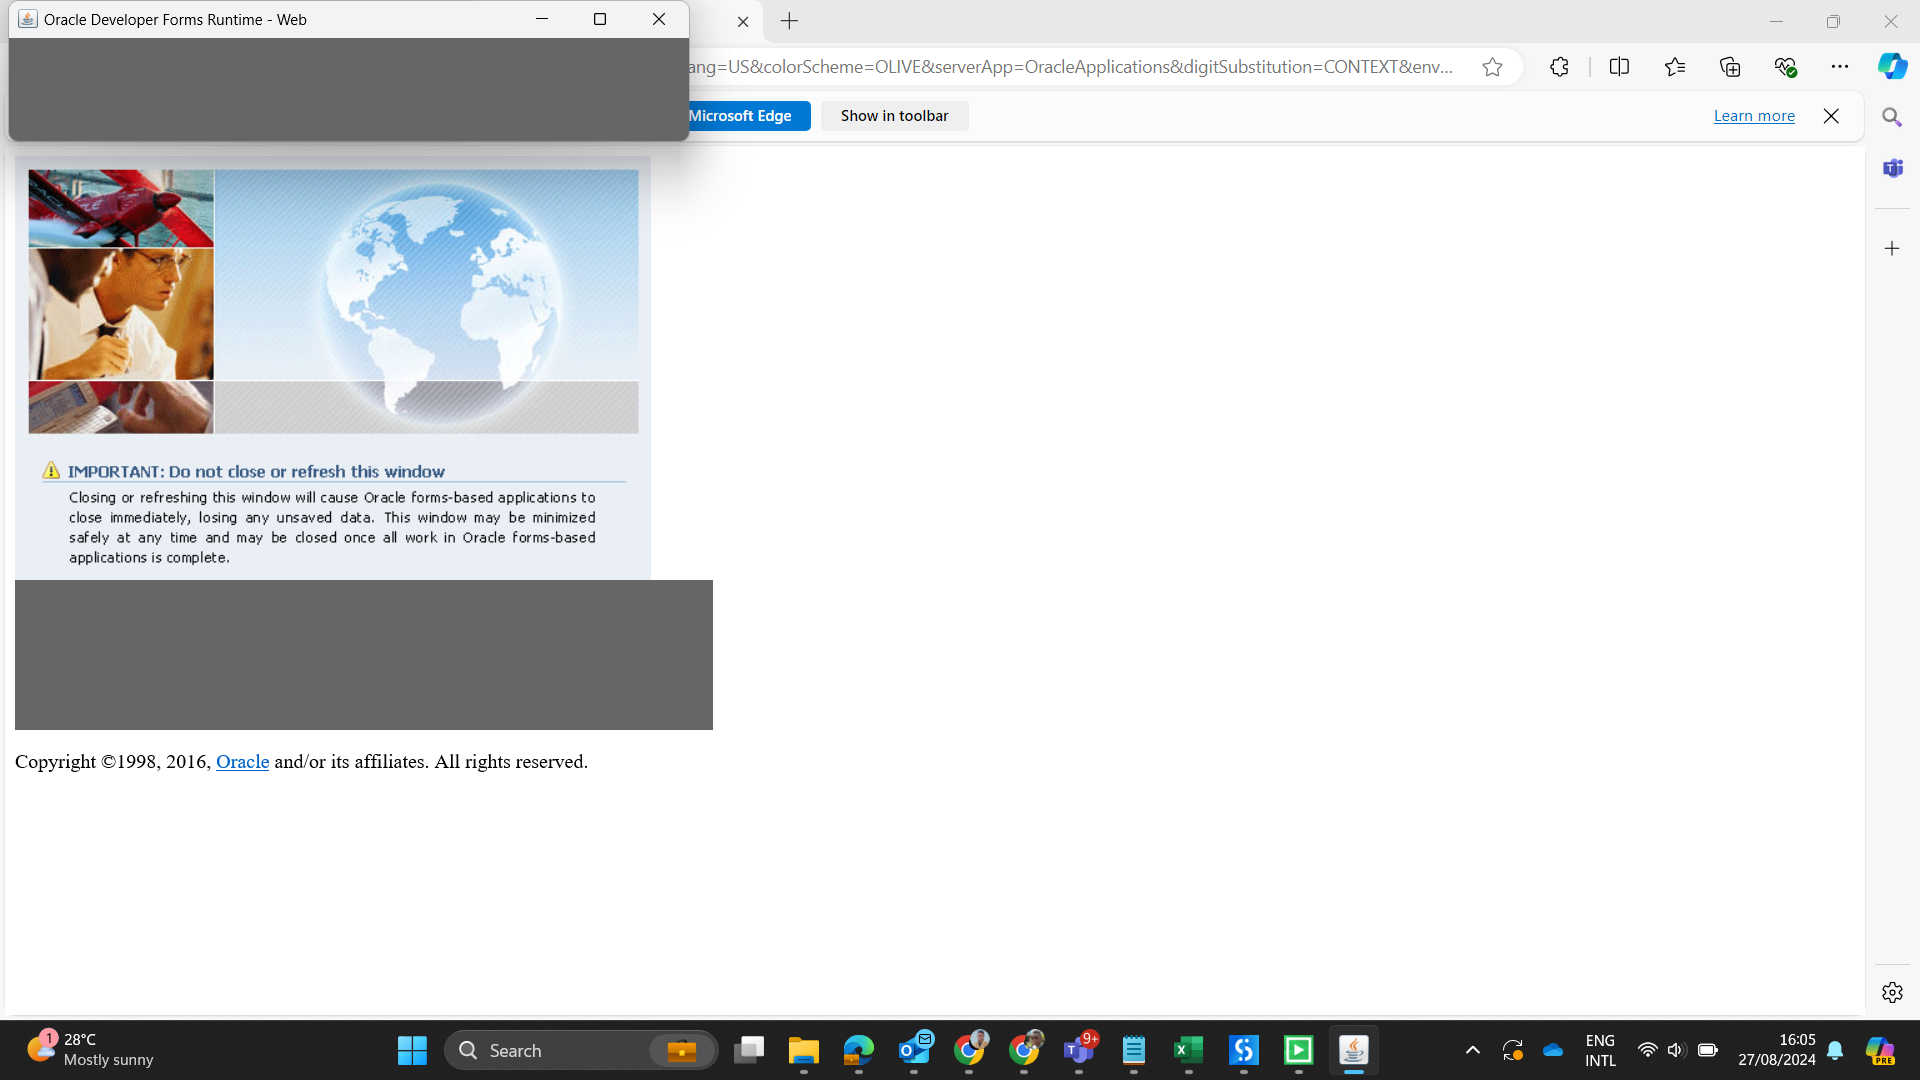 Oracle Developer Forms Runtime - Web
ang=US&colorScheme=OLIVE&serverApp=OracleApplications&digitSubstitution=CONTEXT&env...
Microsoft Edge
Show in toolbar
Learn more
IMPORTANT: Do not close or refresh this window
Closing or refreshing this window will cause Oracle forms-based applications to
close immediately, losing any unsaved data. This window may be minimized
safely at any time and may be closed once all work in Oracle forms-based
applications is complete.
Copyright ©1998, 2016, Oracle and/or its affiliates. All rights reserved.
1
28°C
Mostly sunny
Search
9+
ENG
INTL
16:05
27/08/2024
PRE